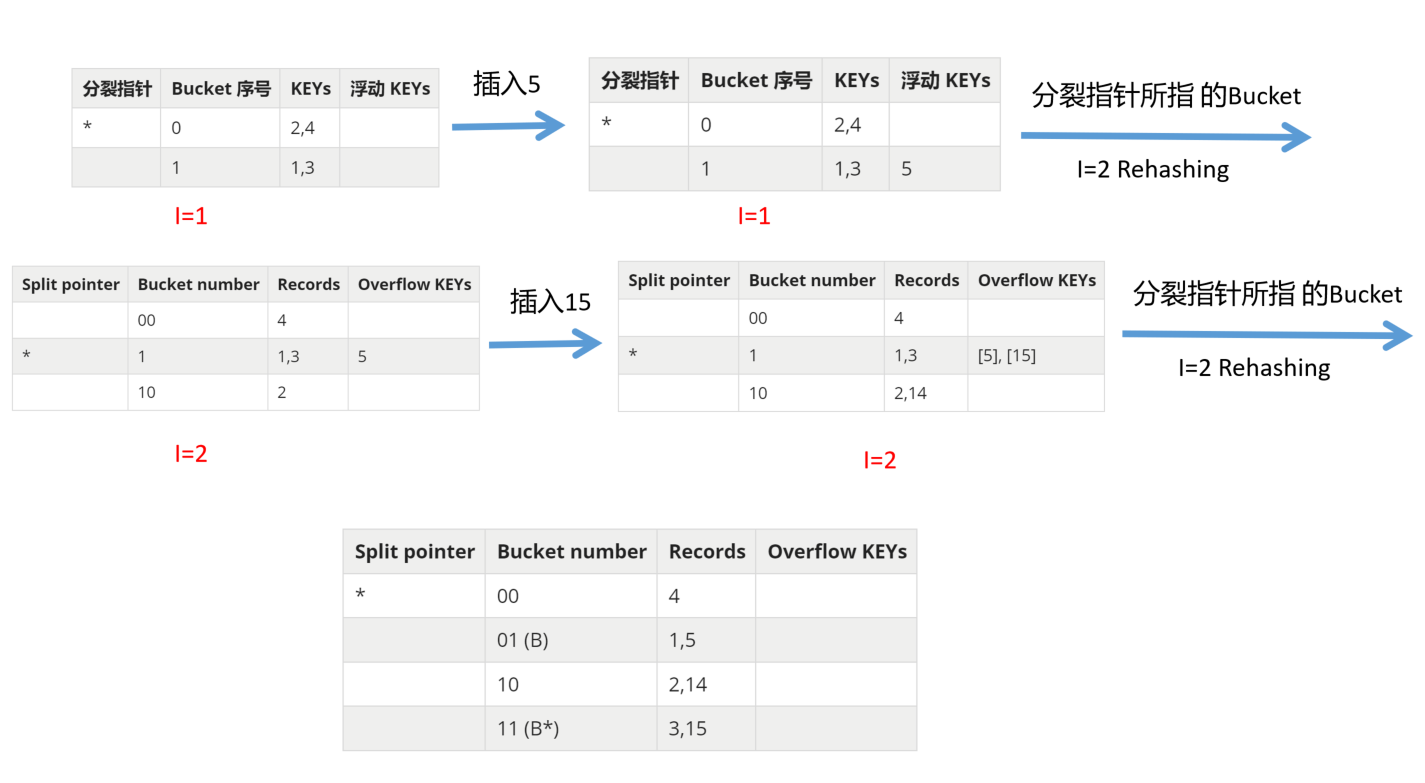 分裂指针 Bucket 序号 KEYs 浮动 KEYs
* 0 2,4
1 1,3
I=1
插入5
分裂指针 Bucket 序号 KEYs 浮动 KEYs
* 0 2,4
1 1,3 5
I=1
分裂指针所指 的Bucket
I=2 Rehashing
Split pointer Bucket number Records Overflow KEYs
00 4
* 1 1,3 5
10 2
I=2
插入15
Split pointer Bucket number Records Overflow KEYs
00 4
* 1 1,3 [5], [15]
10 2,14
I=2
分裂指针所指 的Bucket
I=2 Rehashing
Split pointer Bucket number Records Overflow KEYs
* 00 4
01 (B) 1,5
10 2,14
11 (B*) 3,15